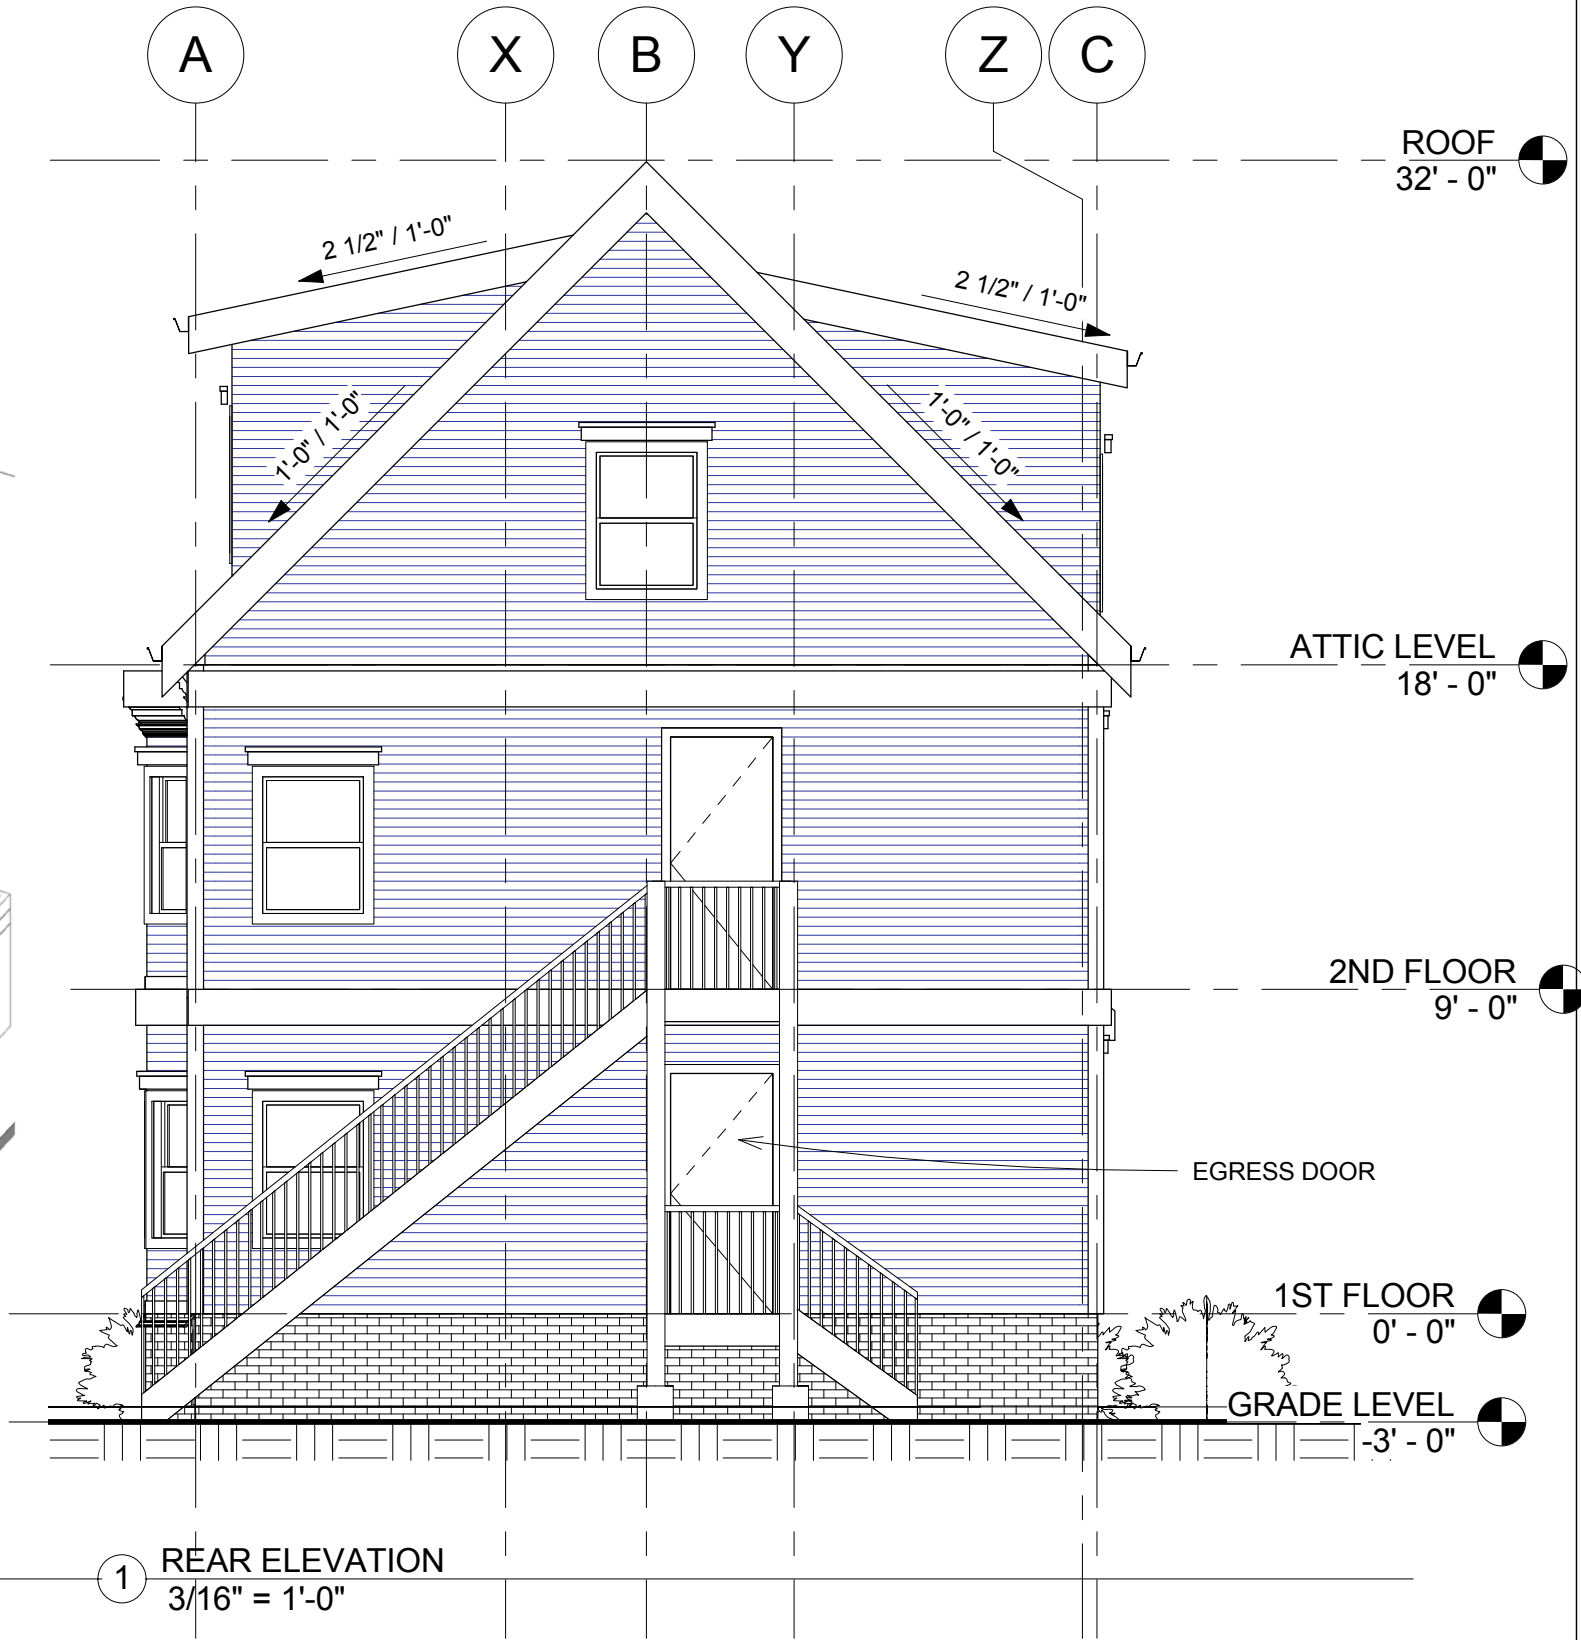 A X B Y Z C
ROOF
32' - 0"
2 1/2" / 1'-0"
2 1/2" / 1'-0"
1'-0" / 1'-0"
1'-0" / 1'-0"
ATTIC LEVEL
18' - 0"
2ND FLOOR
9' - 0"
EGRESS DOOR
1ST FLOOR
0' - 0"
GRADE LEVEL
-3' - 0"
1 REAR ELEVATION
3/16" = 1'-0"